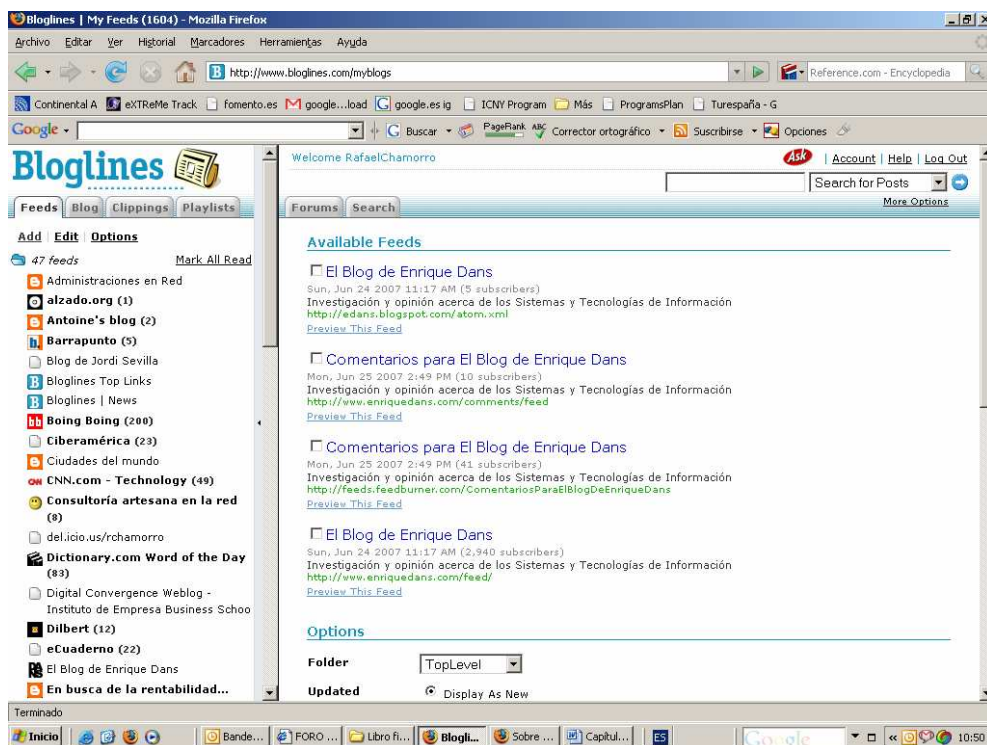 Bloglines | My Feeds (1604) - Mozilla Firefox
Archivo Editar Ver Historial Marcadores Herramientas Ayuda
http://www.bloglines.com/myblogs
Reference.com - Encyclopedia
Continental A eXTReMe Track fomento.es google...load google.es ig ICNY Program Más ProgramsPlan Turespaña - G
Google Buscar PageRank ABC Corrector ortográfico Suscribirse Opciones
Bloglines
Welcome RafaelChamorro
Ask | Account | Help | Log Out
Search for Posts
More Options
Feeds Blog Clippings Playlists
Forums Search
Add | Edit | Options
47 feeds Mark All Read
Administraciones en Red
alzado.org (1)
Antoine's blog (2)
Barrapunto (5)
Blog de Jordi Sevilla
Bloglines Top Links
Bloglines | News
Boing Boing (200)
Ciberamérica (23)
Ciudades del mundo
CNN.com - Technology (49)
Consultoría artesana en la red
(8)
del.icio.us/rchamorro
Dictionary.com Word of the Day
(83)
Digital Convergence Weblog -
Instituto de Empresa Business Schoo
Dilbert (12)
eCuaderno (22)
El Blog de Enrique Dans
En busca de la rentabilidad...
Available Feeds
El Blog de Enrique Dans
Sun, Jun 24 2007 11:17 AM (5 subscribers)
Investigación y opinión acerca de los Sistemas y Tecnologías de Información
http://edans.blogspot.com/atom.xml
Preview This Feed
Comentarios para El Blog de Enrique Dans
Mon, Jun 25 2007 2:49 PM (10 subscribers)
Investigación y opinión acerca de los Sistemas y Tecnologías de Información
http://www.enriquedans.com/comments/feed
Preview This Feed
Comentarios para El Blog de Enrique Dans
Mon, Jun 25 2007 2:49 PM (41 subscribers)
Investigación y opinión acerca de los Sistemas y Tecnologías de Información
http://feeds.feedburner.com/ComentariosParaElBlogDeEnriqueDans
Preview This Feed
El Blog de Enrique Dans
Sun, Jun 24 2007 11:17 AM (2,940 subscribers)
Investigación y opinión acerca de los Sistemas y Tecnologías de Información
http://www.enriquedans.com/feed/
Preview This Feed
Options
Folder TopLevel
Updated Display As New
Terminado
Inicio Bande... FORO ... Libro fi... Blogli... Sobre ... Capítul... ES Google 10:50